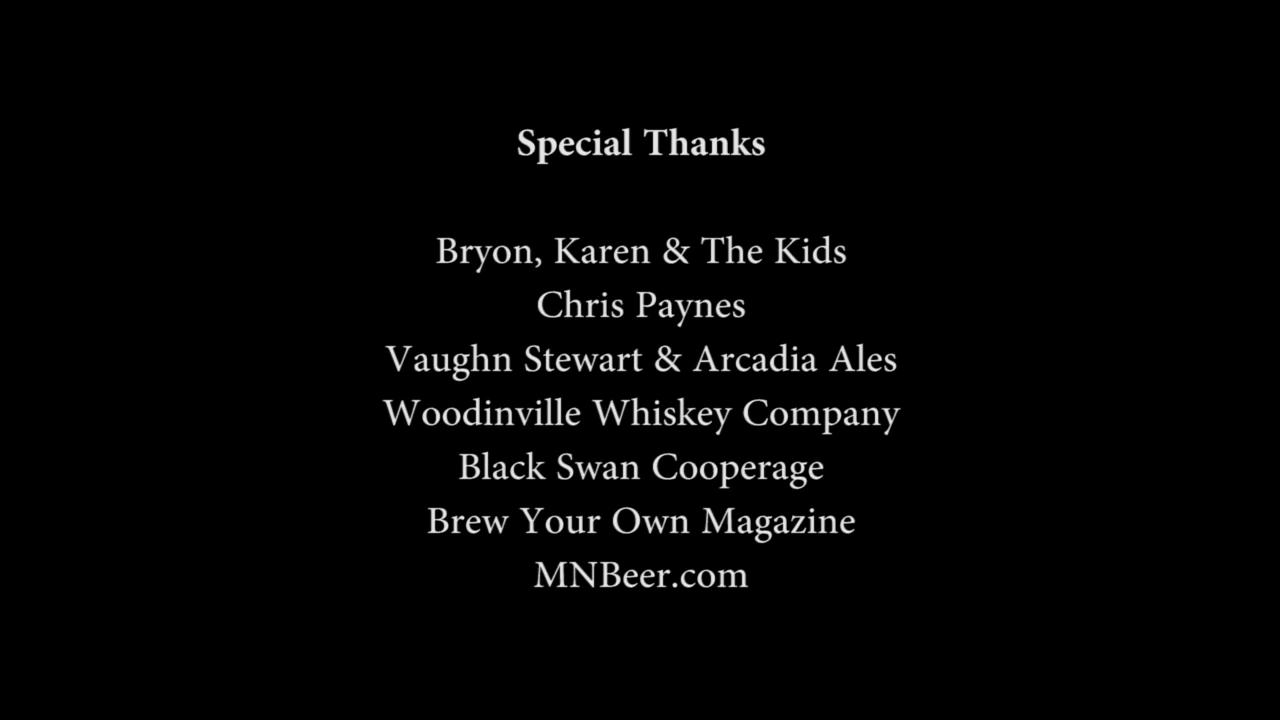 Special Thanks
Bryon, Karen & The Kids
Chris Paynes
Vaughn Stewart & Arcadia Ales
Woodinville Whiskey Company
Black Swan Cooperage
Brew Your Own Magazine
MNBeer.com